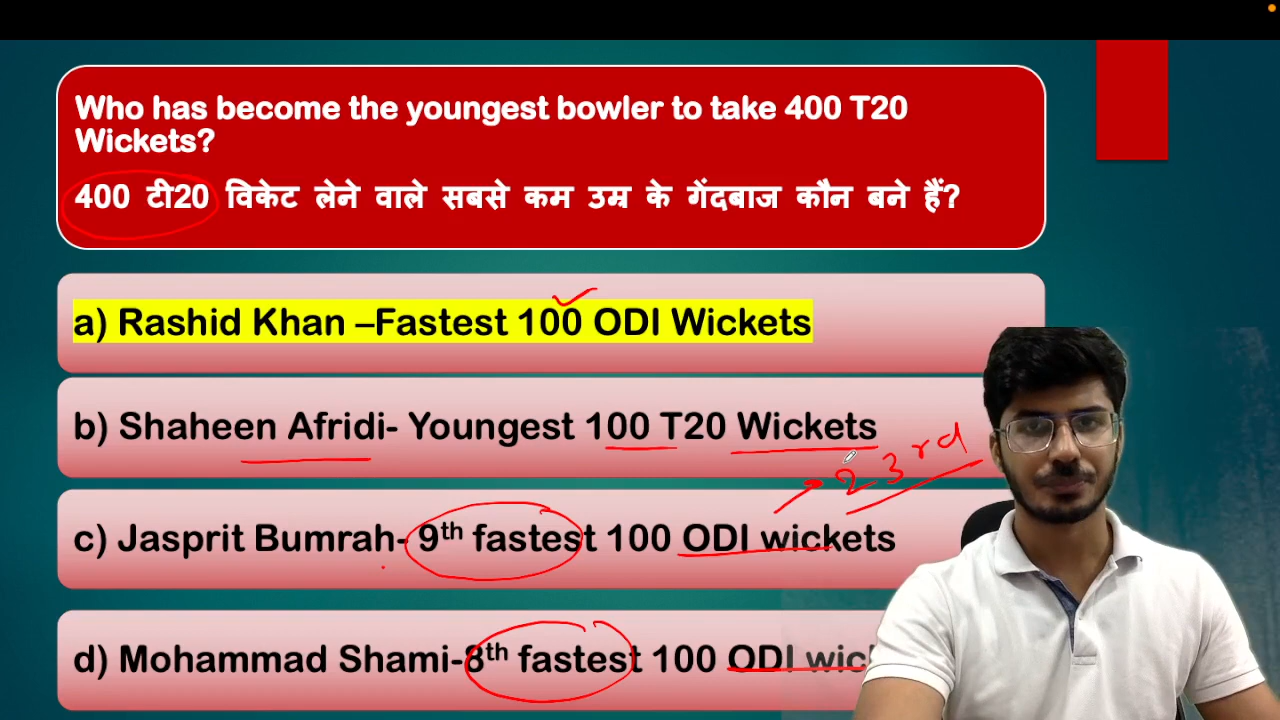 Who has become the youngest bowler to take 400 T20
Wickets?
400 टी20 विकेट लेने वाले सबसे कम उम्र के गेंदबाज कौन बने हैं?
a) Rashid Khan –Fastest 100 ODI Wickets
b) Shaheen Afridi- Youngest 100 T20 Wickets
23rd
c) Jasprit Bumrah- 9th fastest 100 ODI wickets
d) Mohammad Shami-8th fastest 100 ODI